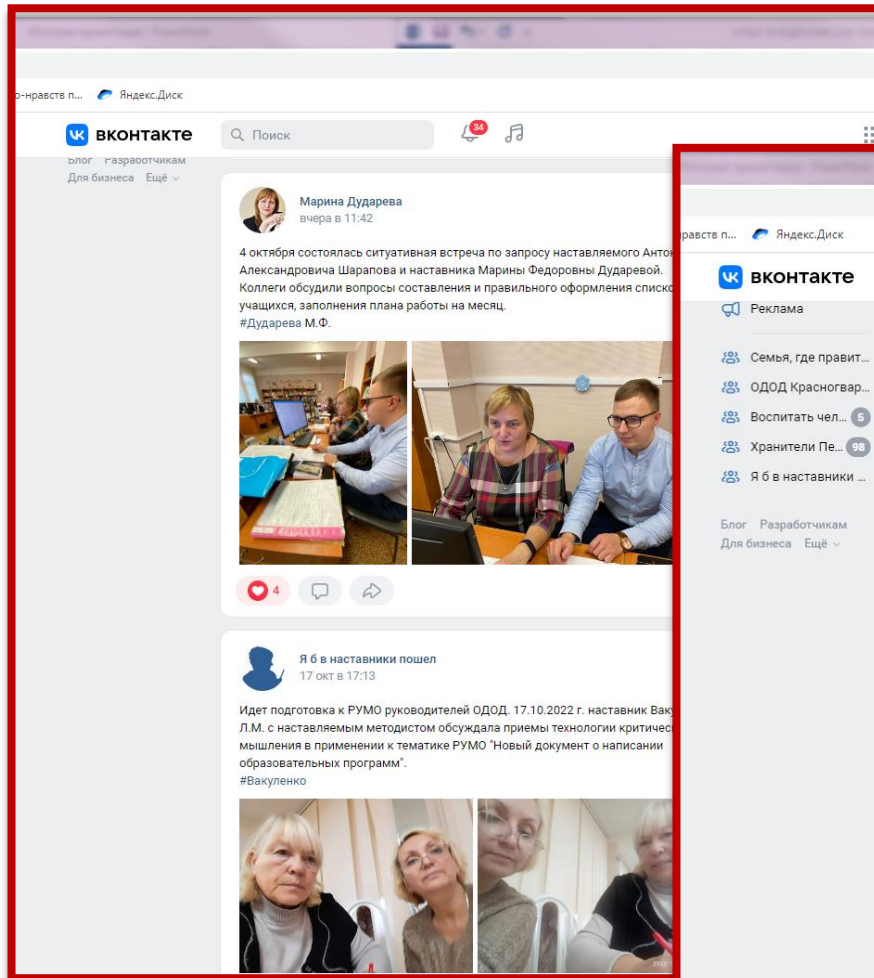 о-нравств п...
Яндекс.Диск
вконтакте
Поиск
34
Блог Разработчикам
Для бизнеса Ещё
Марина Дударева
вчера в 11:42
4 октября состоялась ситуативная встреча по запросу наставляемого
Александровича Шарапова и наставника Марины Федоровны Дударевой.
Коллеги обсудили вопросы составления и правильного оформления
учащихся, заполнения плана работы на месяц.
#Дударева М.Ф.
4
Я б в наставники пошел
17 окт в 17:13
Идет подготовка к РУМО руководителей ОДОД. 17.10.2022 г. наставник
Л.М. с наставляемым методистом обсуждала приемы технологии
мышления в применении к тематике РУМО "Новый документ о написании
образовательных программ".
#Вакуленко
нравств п...
Яндекс.Диск
вконтакте
Реклама
Семья, где правит...
ОДОД Красногвар...
Воспитать чел... 5
Хранители Пе... 98
Я б в наставники ...
Блог Разработчикам
Для бизнеса Ещё